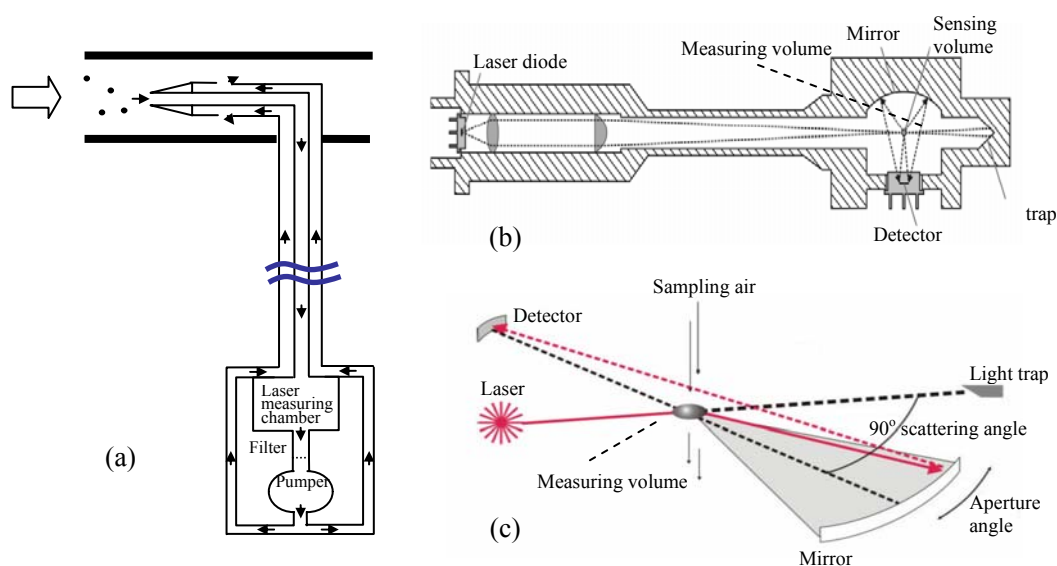 Laser
measuring
chamber
Filter
...
Pumper
(a)
Laser diode
Measuring volume
Mirror
Sensing
volume
trap
Detector
(b)
Sampling air
Detector
Laser
Light trap
90° scattering angle
Measuring volume
Aperture
angle
Mirror
(c)